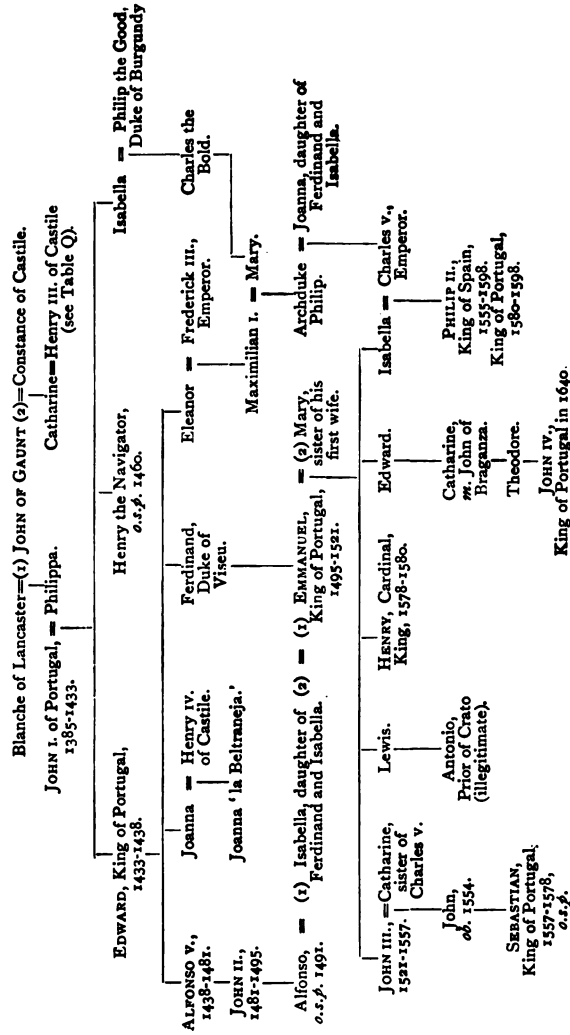 Blanche of Lancaster=(1) JOHN OF GAUNT (2)=Constance of Castile.
JOHN I. of Portugal, = Philippa.
1385-1433.
Catharine=Henry III. of Castile
(see Table Q).
EDWARD, King of Portugal,
1433-1438.
Henry the Navigator,
o.s.p. 1460.
Isabella = Philip the Good,
Duke of Burgundy
ALFONSO V.,
1438-1481.
Joanna = Henry IV.
of Castile.
Ferdinand,
Duke of
Viseu.
Eleanor = Frederick III.,
Emperor.
Charles the
Bold.
JOHN II.,
1481-1495.
Joanna 'la Beltraneja.'
Maximilian I. = Mary.
Alfonso, = (1) Isabella, daughter of (2) = (1) EMMANUEL, = (2) Mary,
o.s.p. 1491.
Ferdinand and Isabella.
King of Portugal,
1495-1521.
sister of his
first wife.
Archduke = Joanna, daughter of
Philip.
Ferdinand and
Isabella.
JOHN III., =Catharine,
1521-1557.
sister of
Charles V.
Lewis.
HENRY, Cardinal,
King, 1578-1580.
Edward.
Isabella = Charles V.,
Emperor.
John,
ob. 1554.
Antonio,
Prior of Crato
(illegitimate).
Catharine,
m. John of
Braganza.
PHILIP II.,
King of Spain,
1555-1598.
King of Portugal,
1580-1598.
SEBASTIAN,
King of Portugal,
1557-1578,
o.s.p.
Theodore.
JOHN IV.,
King of Portugal in 1640.